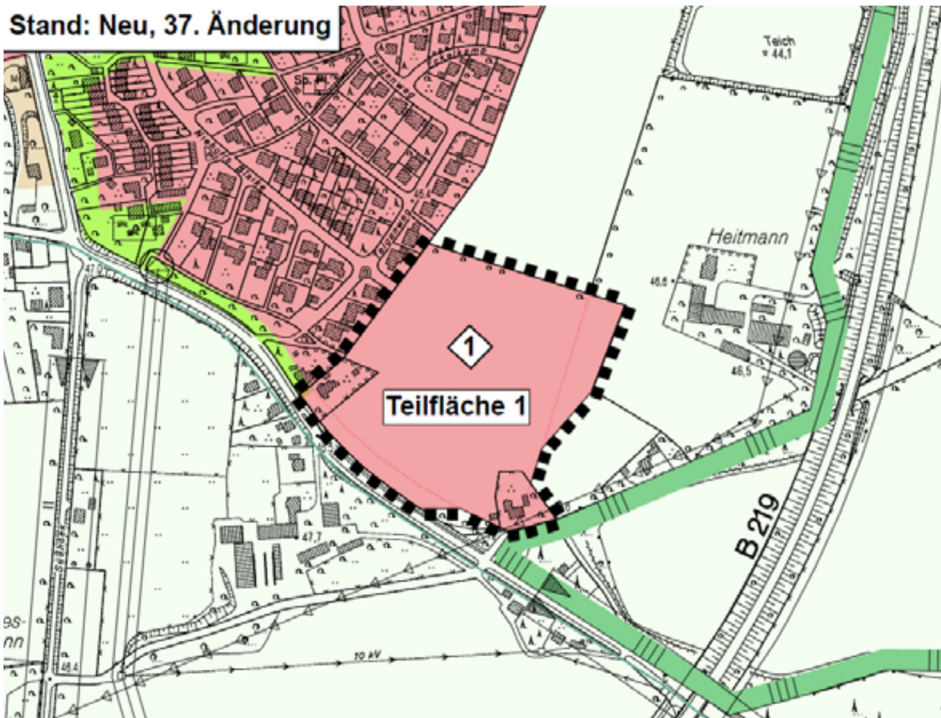 Stand: Neu, 37. Änderung
Teich
44,1
Heitmann
46,6
46,5
1
Teilfläche 1
B 219
47,7
10 kV
46,4